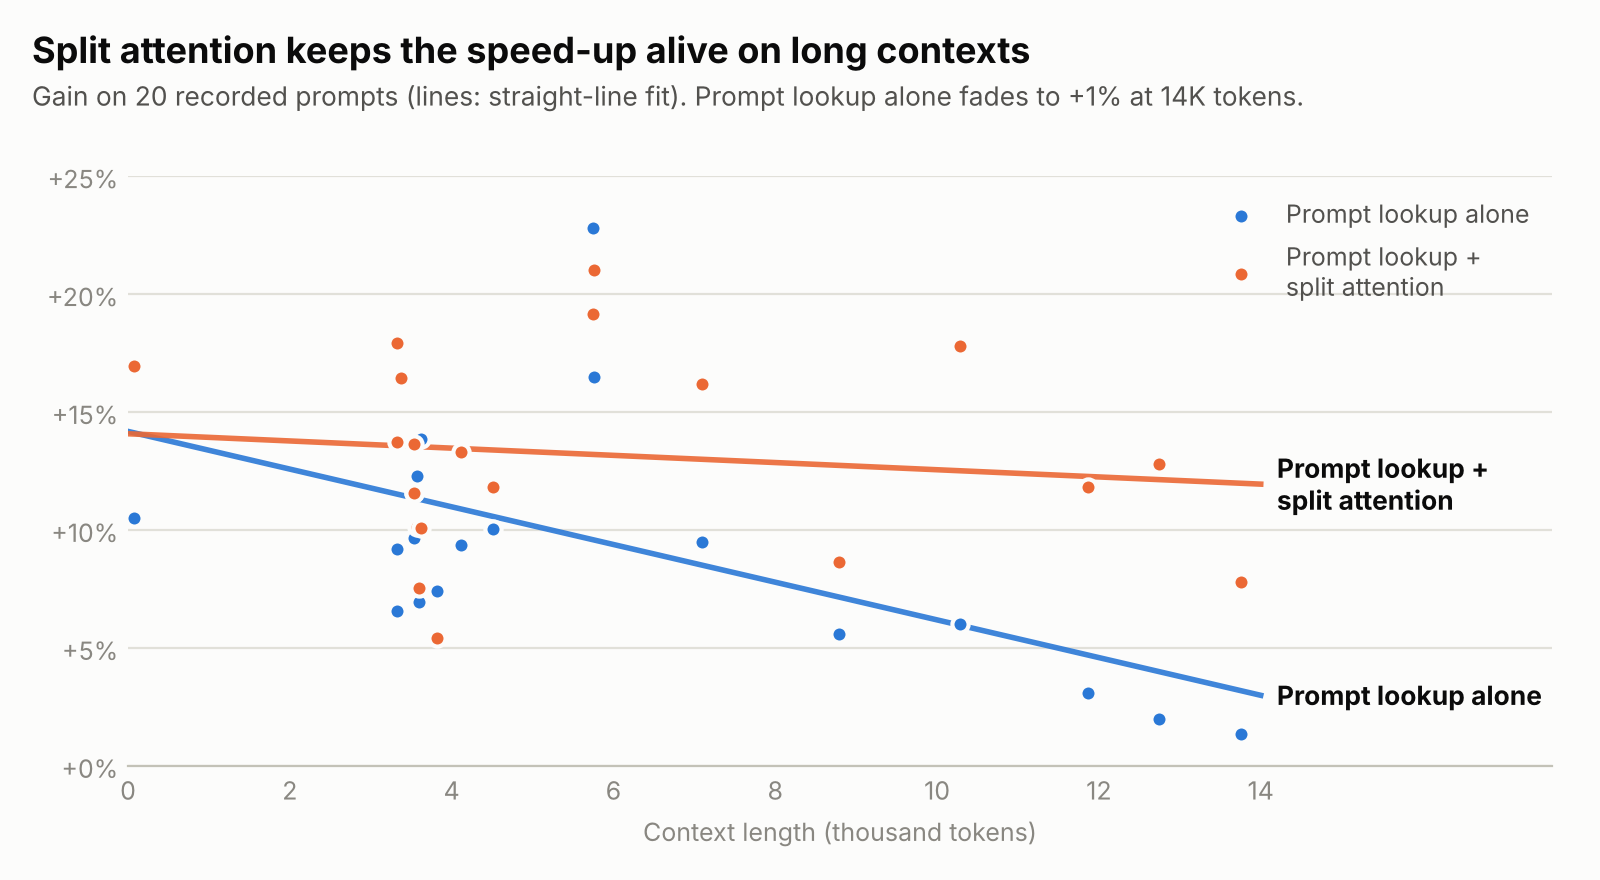 Split attention keeps the speed-up alive on long contexts
Gain on 20 recorded prompts (lines: straight-line fit). Prompt lookup alone fades to +1% at 14K tokens.
+25%
Prompt lookup alone
Prompt lookup +
split attention
+20%
+15%
Prompt lookup +
split attention
+10%
+5%
Prompt lookup alone
+0%
0 2 4 6 8 10 12 14
Context length (thousand tokens)